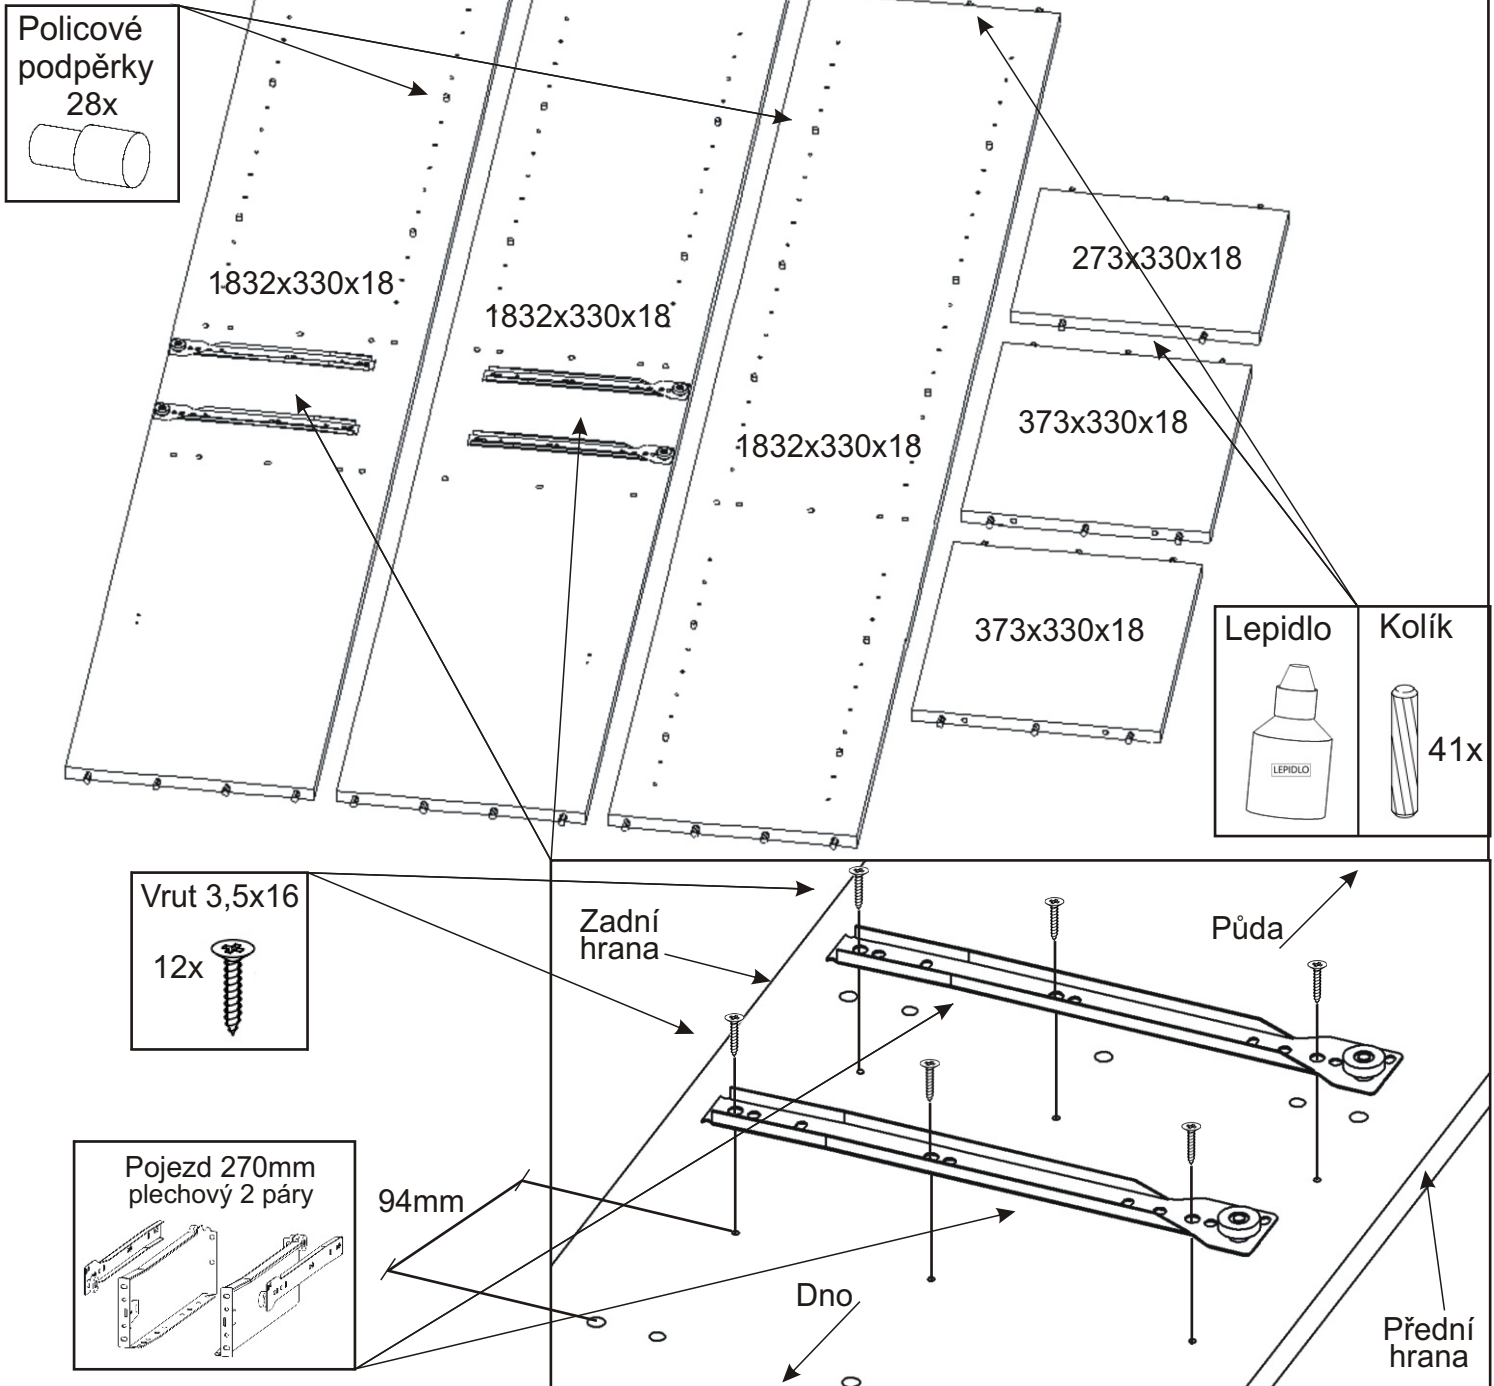 Policové
podpěrky
28x
1832x330x18
1832x330x18
1832x330x18
273x330x18
373x330x18
373x330x18
Lepidlo
LEPIDLO
Kolík
41x
Vrut 3,5x16
12x
Zadní
hrana
Půda
Pojezd 270mm
plechový 2 páry
94mm
Dno
Přední
hrana